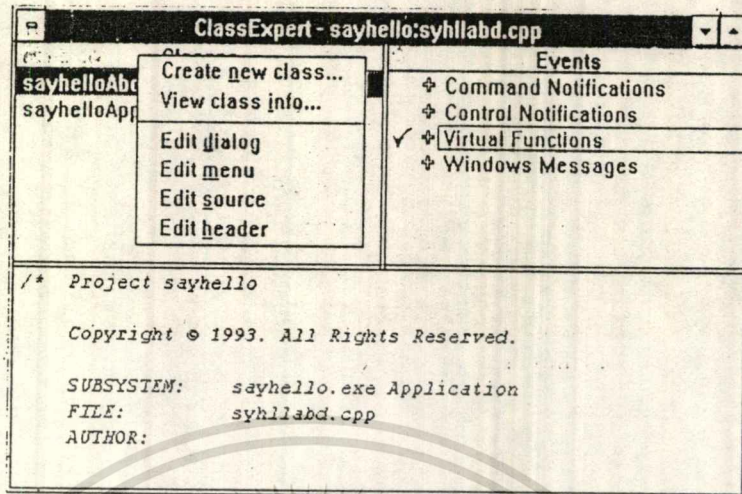 ClassExpert - sayhello:syhllabd.cpp
Classes
sayhelloAbo
sayhelloApp
Create new class...
View class info...
Edit dialog
Edit menu
Edit source
Edit header
Events
Command Notifications
Control Notifications
Virtual Functions
Windows Messages
/* Project sayhello
Copyright © 1993. All Rights Reserved.
SUBSYSTEM: sayhello.exe Application
FILE: syhllabd.cpp
AUTHOR: